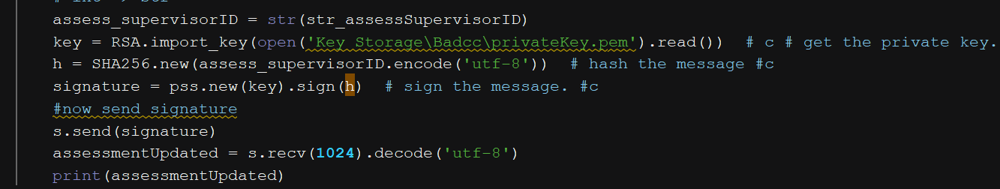 assess_supervisorID = str(str_assessSupervisorID)
key = RSA.import_key(open('Key Storage\Badcc\privateKey.pem').read())  # c # get the private key.
h = SHA256.new(assess_supervisorID.encode('utf-8'))  # hash the message #c
signature = pss.new(key).sign(h)  # sign the message. #c
#now send signature
s.send(signature)
assessmentUpdated = s.recv(1024).decode('utf-8')
print(assessmentUpdated)